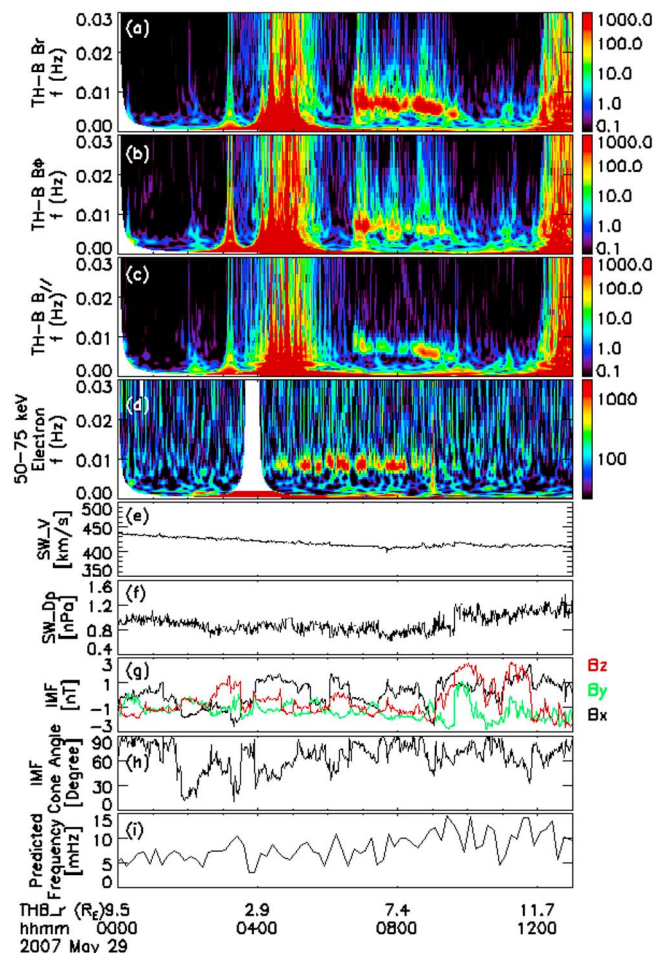 0.03
(a)
TH-B Br
f (Hz)
0.02
0.01
0.00
1000.0
100.0
10.0
1.0
0.1
0.03
(b)
TH-B BΦ
f (Hz)
0.02
0.01
0.00
1000.0
100.0
10.0
1.0
0.1
0.03
(c)
TH-B B//
f (Hz)
0.02
0.01
0.00
1000.0
100.0
10.0
1.0
0.1
0.03
(d)
50-75 keV
Electron
f (Hz)
0.02
0.01
0.00
1000
100
(e)
SW_V
[km/s]
500
450
400
350
(f)
SW_Dp
[nPa]
1.6
1.2
0.8
0.4
(g)
IMF
[nT]
3
1
-1
-3
Bz
By
Bx
(h)
IMF
Cone Angle
[Degree]
90
60
30
0
(i)
Predicted
Frequency
[mHz]
15
10
5
0
THB_r (RE) 9.5 2.9 7.4 11.7
hhmm 0000 0400 0800 1200
2007 May 29